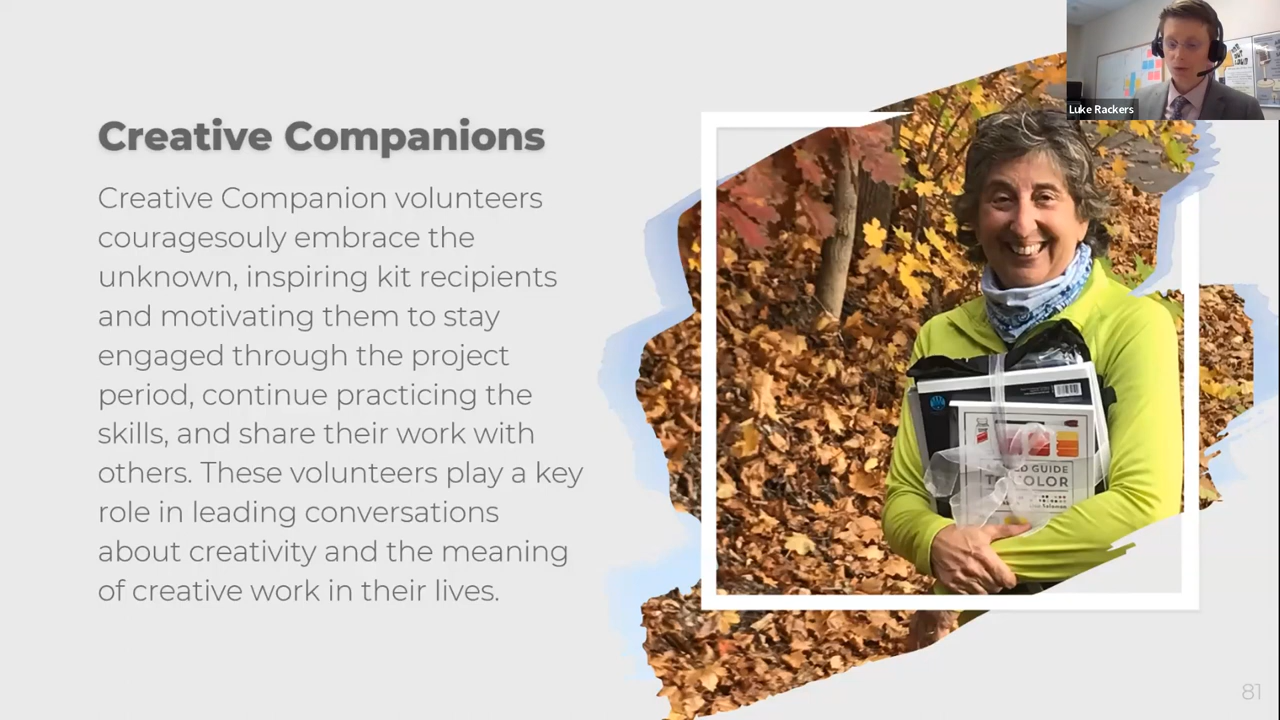 Luke Rackers
Creative Companions
Creative Companion volunteers
couragesouly embrace the
unknown, inspiring kit recipients
and motivating them to stay
engaged through the project
period, continue practicing the
skills, and share their work with
others. These volunteers play a key
role in leading conversations
about creativity and the meaning
of creative work in their lives.
GUIDE
COLOR
81